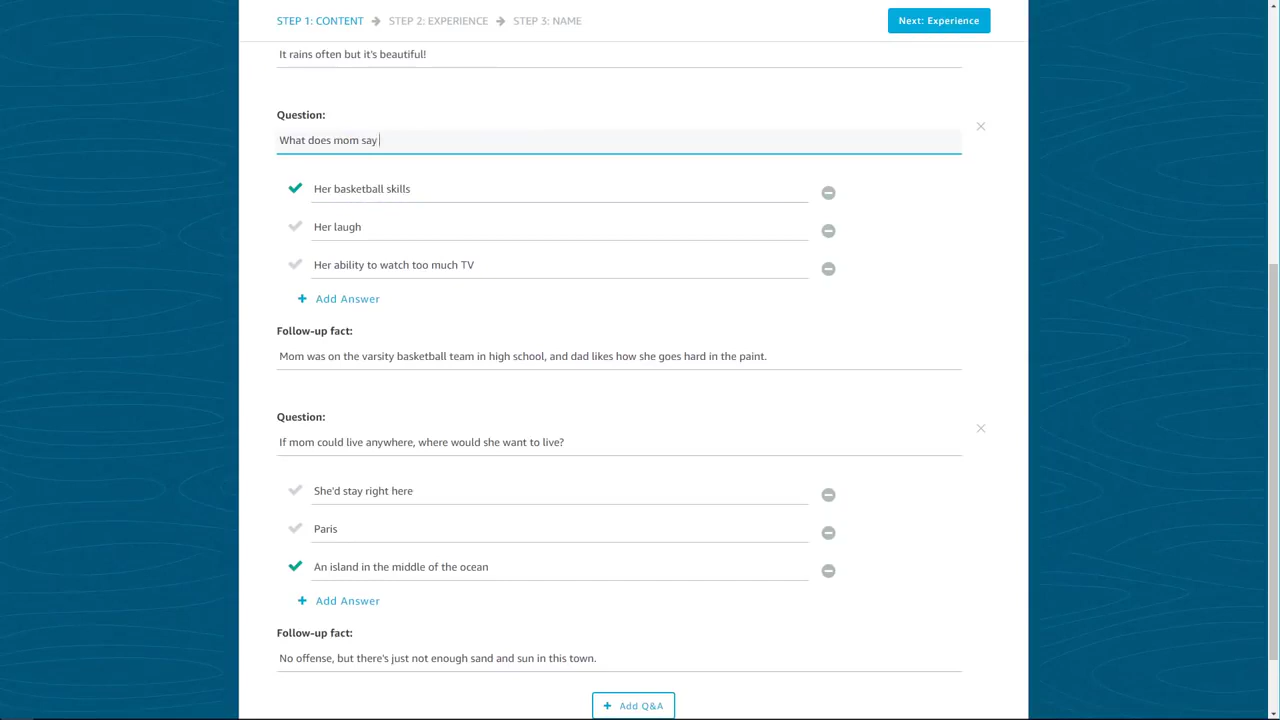 STEP 1: CONTENT → STEP 2: EXPERIENCE → STEP 3: NAME
Next: Experience
It rains often but it's beautiful!
Question:
What does mom say
Her basketball skills
Her laugh
Her ability to watch too much TV
+ Add Answer
Follow-up fact:
Mom was on the varsity basketball team in high school, and dad likes how she goes hard in the paint.
Question:
If mom could live anywhere, where would she want to live?
She'd stay right here
Paris
An island in the middle of the ocean
+ Add Answer
Follow-up fact:
No offense, but there's just not enough sand and sun in this town.
+ Add Q&A